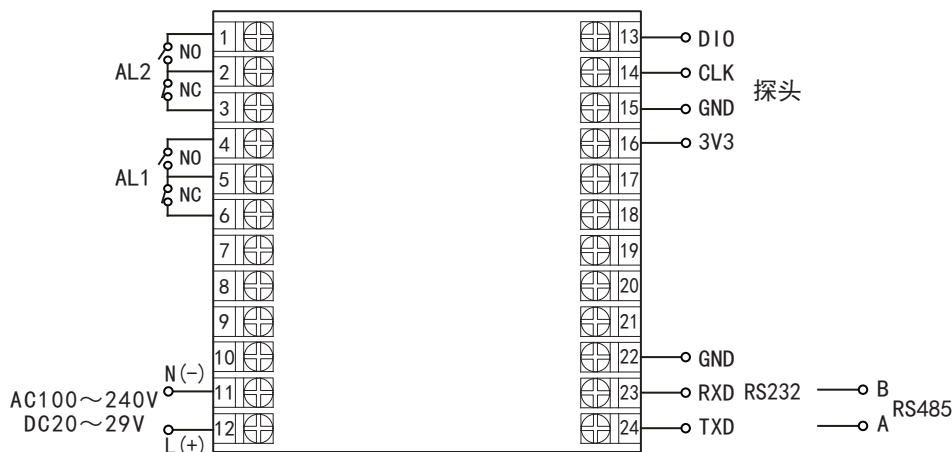 1
NO
AL2
2
NC
3
4
NO
AL1
5
NC
6
7
8
9
10
N(-)
11
AC100～240V
DC20～29V
12
L(+)
13 DIO
14 CLK
探头
15 GND
16 3V3
17
18
19
20
21
22 GND
23 RXD RS232 B
RS485
24 TXD A